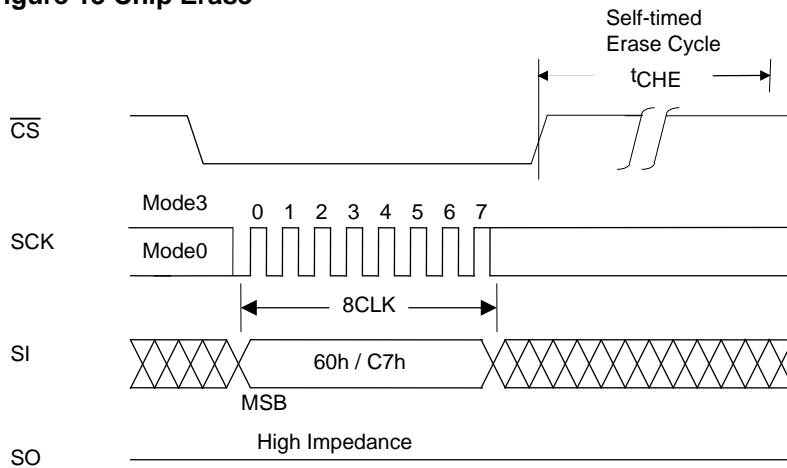 Figure 15 Chip Erase
Self-timed
Erase Cycle
tCHE
CS
Mode3
0 1 2 3 4 5 6 7
SCK
Mode0
8CLK
SI
60h / C7h
MSB
High Impedance
SO